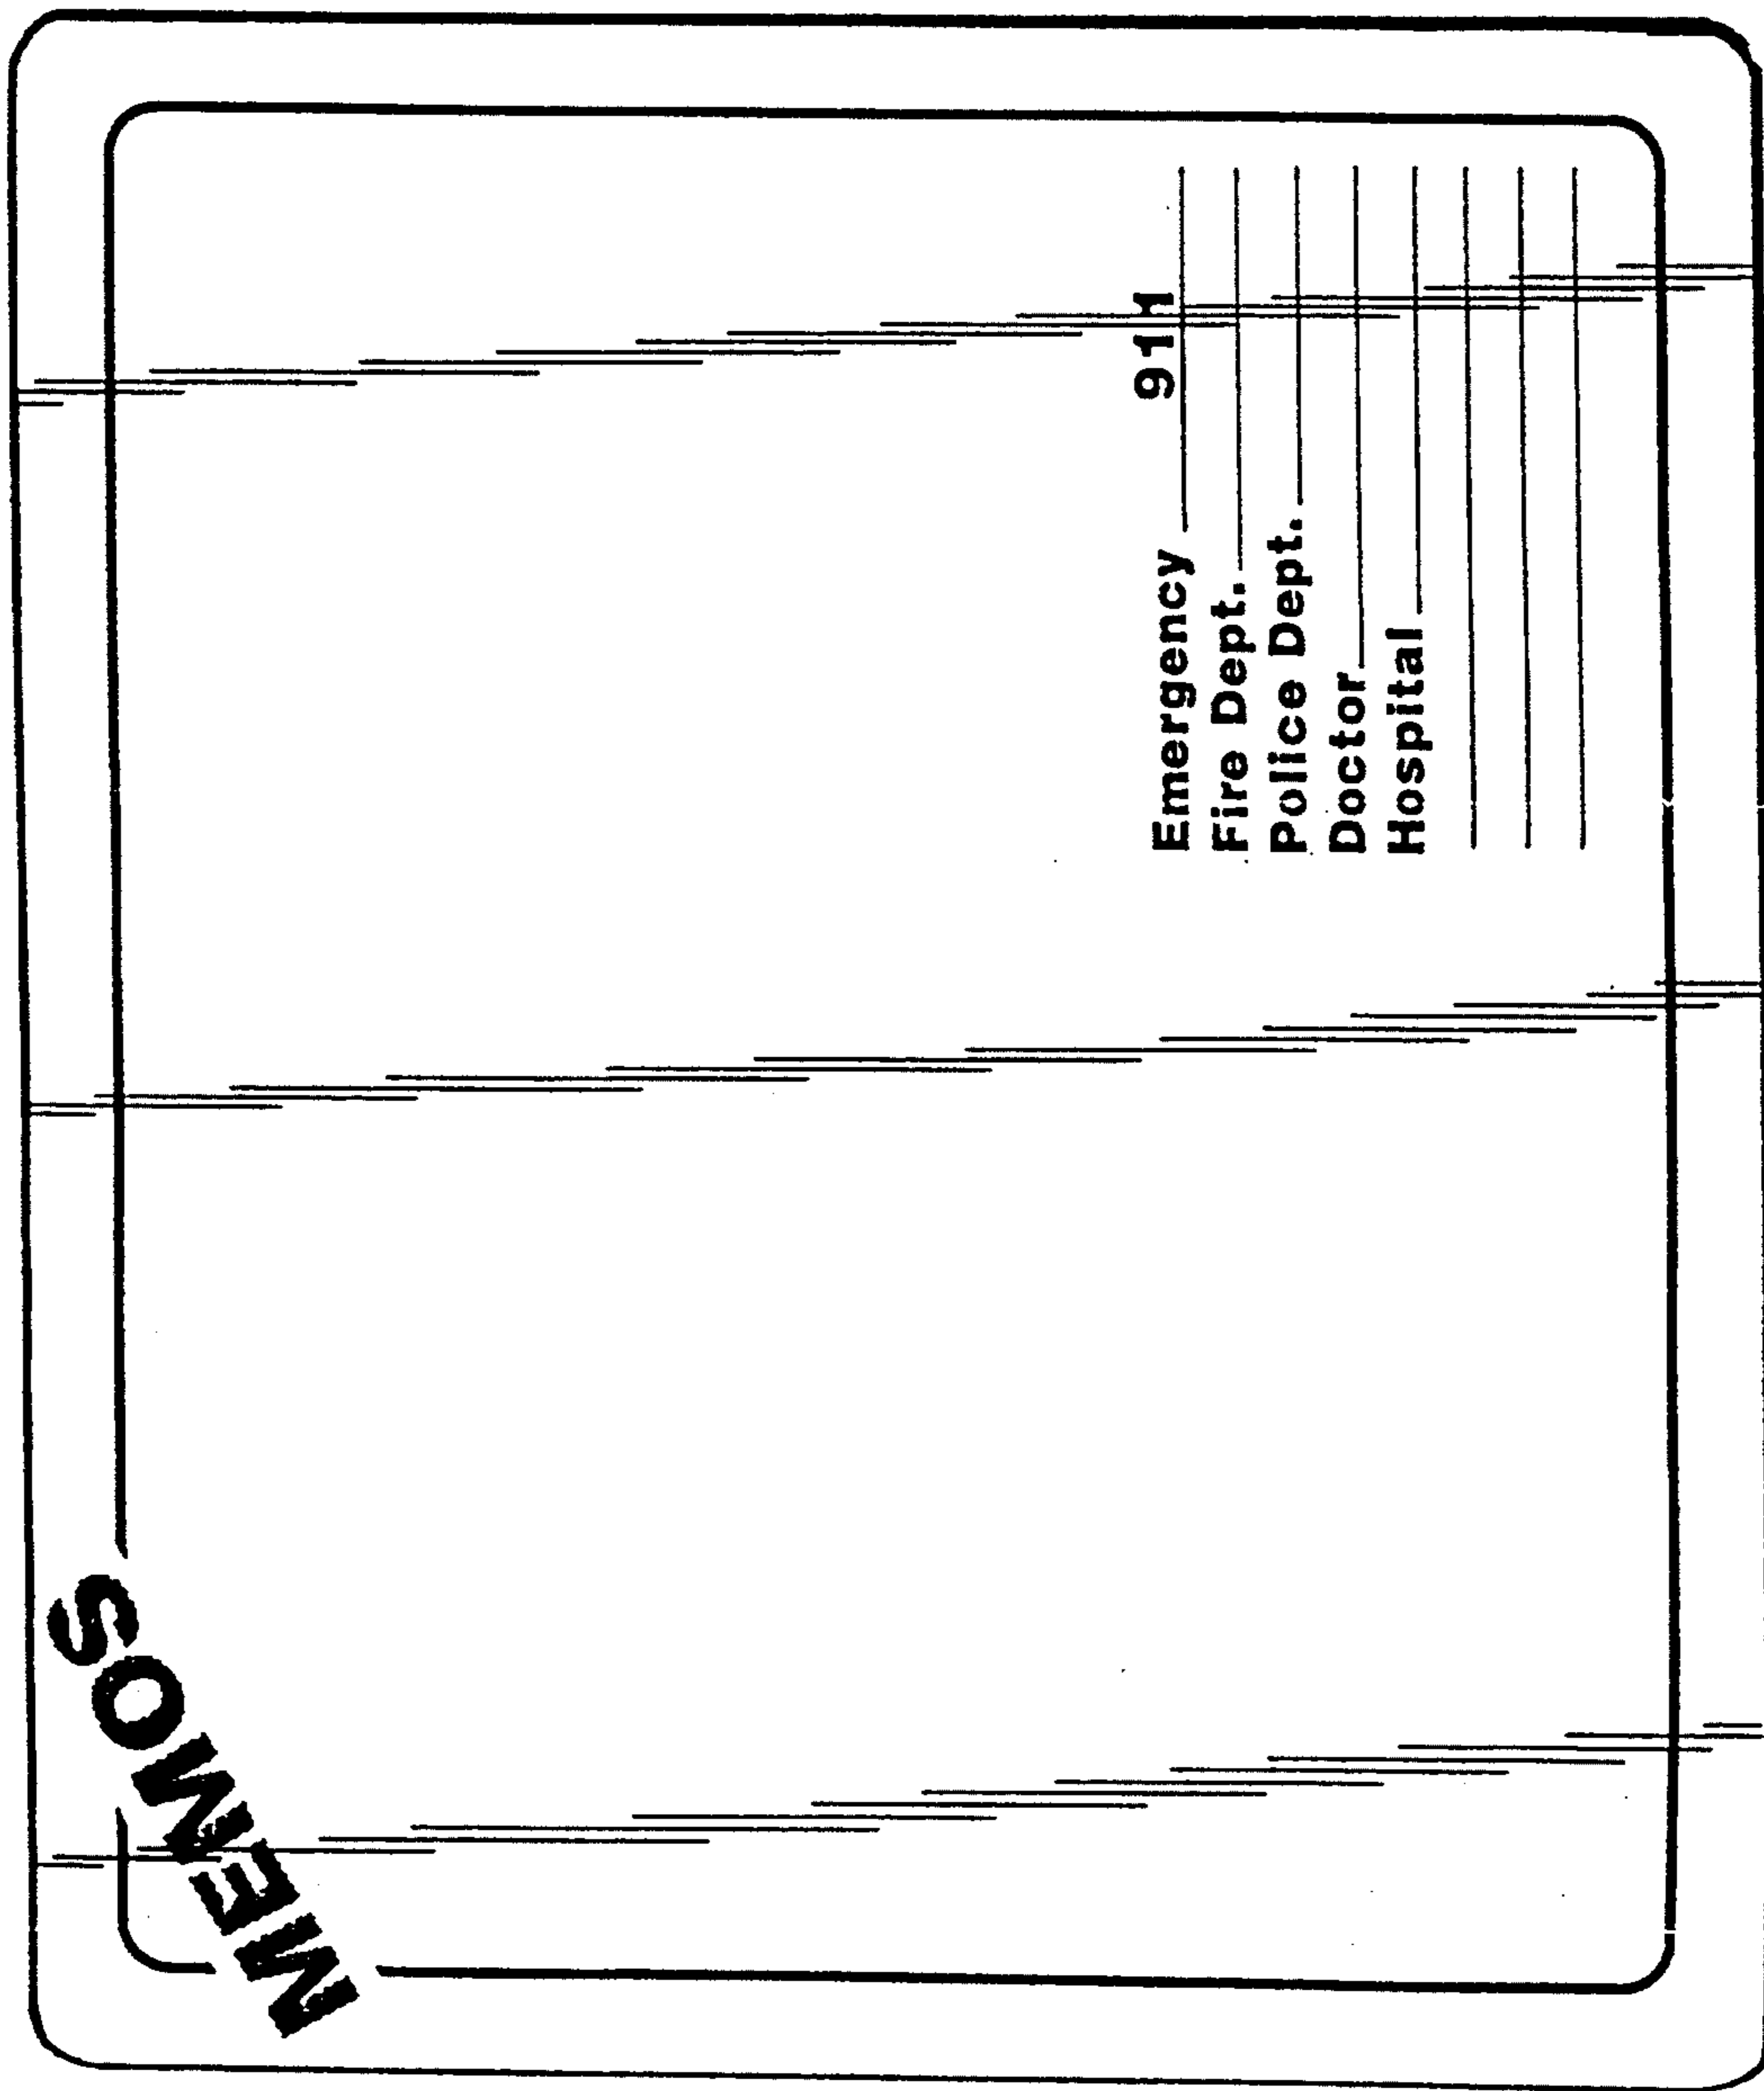 MEMOS
Emergency 911
Fire Dept.
Police Dept.
Doctor
Hospital